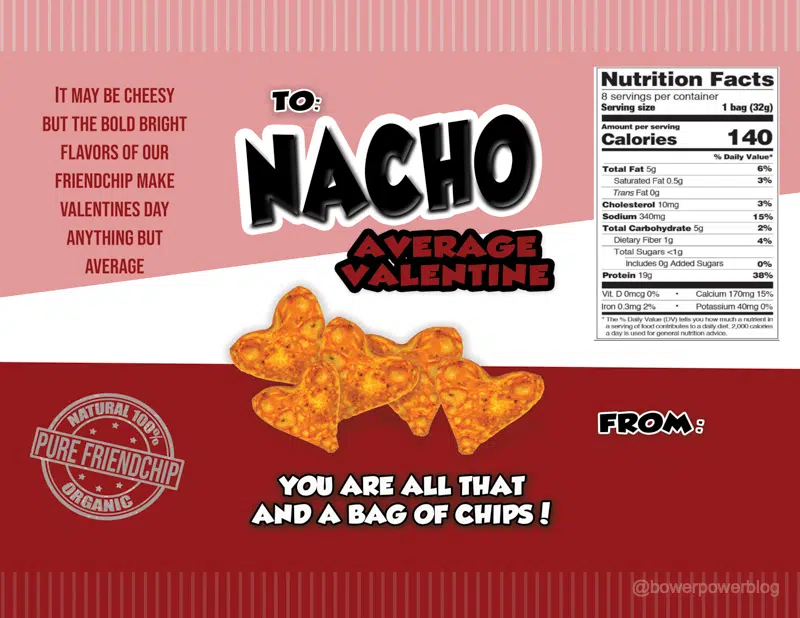 IT MAY BE CHEESY
BUT THE BOLD BRIGHT
FLAVORS OF OUR
FRIENDCHIP MAKE
VALENTINES DAY
ANYTHING BUT
AVERAGE
TO:
NACHO
AVERAGE
VALENTINE
Nutrition Facts
8 servings per container
Serving size 1 bag (32g)
Amount per serving
Calories 140
% Daily Value*
Total Fat 5g 6%
Saturated Fat 0.5g 3%
Trans Fat 0g
Cholesterol 10mg 3%
Sodium 340mg 15%
Total Carbohydrate 5g 2%
Dietary Fiber 1g 4%
Total Sugars <1g
Includes 0g Added Sugars 0%
Protein 19g 38%
Vit. D 0mcg 0% • Calcium 170mg 15%
Iron 0.3mg 2% • Potassium 40mg 0%
* The % Daily Value (DV) tells you how much a nutrient in
a serving of food contributes to a daily diet. 2,000 calories
a day is used for general nutrition advice.
NATURAL 100%
PURE FRIENDCHIP
ORGANIC
FROM:
YOU ARE ALL THAT
AND A BAG OF CHIPS!
@bowerpowerblog